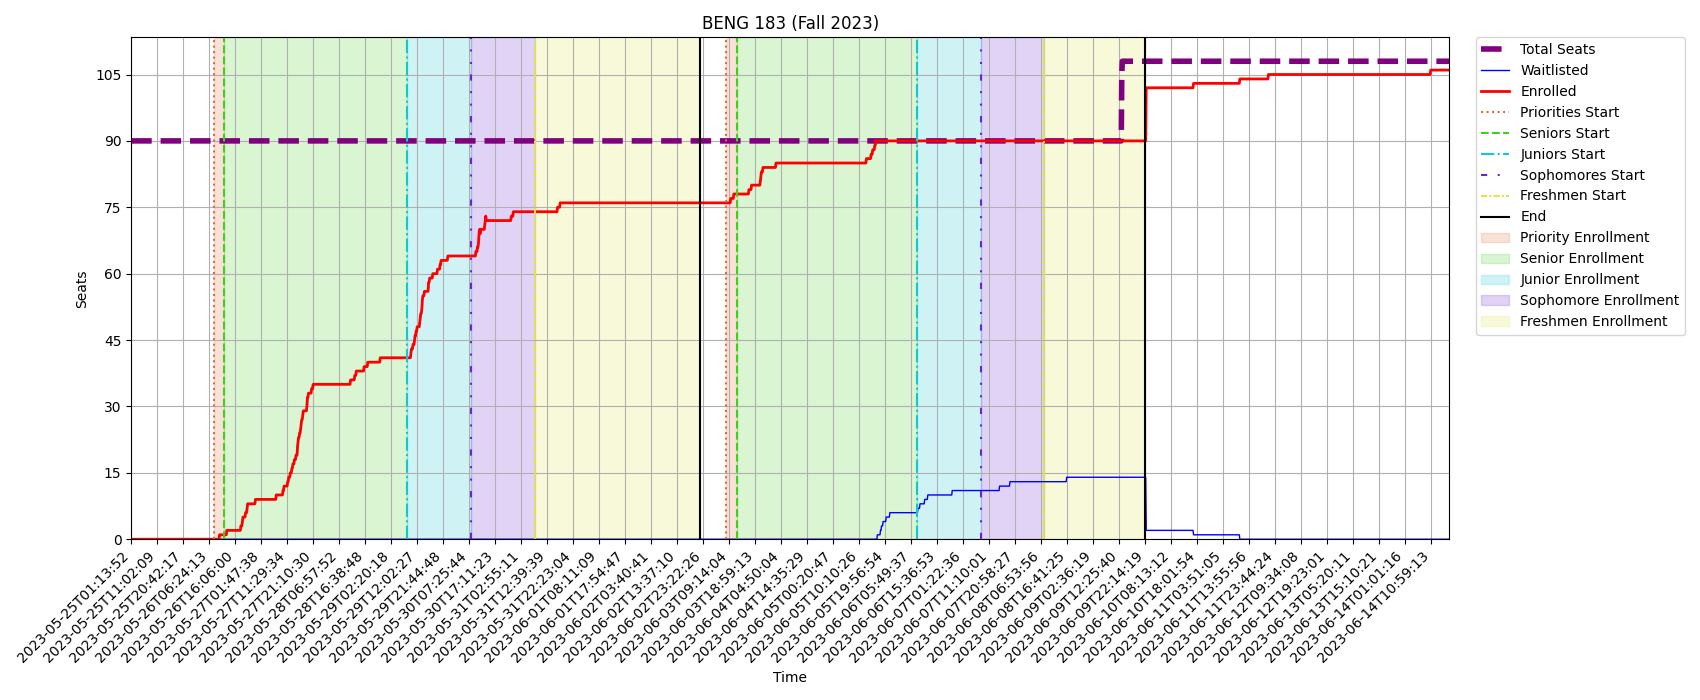 BENG 183 (Fall 2023)
Seats
105
90
75
60
45
30
15
0
2023-05-25T01:13:52
2023-05-25T11:02:09
2023-05-25T20:42:17
2023-05-26T06:24:13
2023-05-26T16:06:00
2023-05-27T01:47:38
2023-05-27T11:29:34
2023-05-27T21:10:30
2023-05-28T06:57:52
2023-05-28T16:38:48
2023-05-29T02:20:18
2023-05-29T12:02:27
2023-05-29T21:44:48
2023-05-30T07:25:44
2023-05-30T17:11:23
2023-05-31T02:55:11
2023-05-31T12:39:39
2023-05-31T22:23:04
2023-06-01T08:11:09
2023-06-01T17:54:47
2023-06-02T03:40:41
2023-06-02T13:37:10
2023-06-02T23:22:26
2023-06-03T09:14:04
2023-06-03T18:59:13
2023-06-04T04:50:04
2023-06-04T14:35:29
2023-06-05T00:20:47
2023-06-05T10:10:26
2023-06-05T19:56:54
2023-06-06T05:49:37
2023-06-06T15:36:53
2023-06-07T01:22:36
2023-06-07T11:10:01
2023-06-07T20:58:27
2023-06-08T06:53:56
2023-06-08T16:41:25
2023-06-09T02:36:19
2023-06-09T12:25:40
2023-06-09T22:14:19
2023-06-10T08:13:12
2023-06-10T18:01:54
2023-06-11T03:51:05
2023-06-11T13:55:56
2023-06-11T23:44:24
2023-06-12T09:34:08
2023-06-12T19:23:01
2023-06-13T05:20:11
2023-06-13T15:10:21
2023-06-14T01:01:16
2023-06-14T10:59:13
Time
Total Seats
Waitlisted
Enrolled
Priorities Start
Seniors Start
Juniors Start
Sophomores Start
Freshmen Start
End
Priority Enrollment
Senior Enrollment
Junior Enrollment
Sophomore Enrollment
Freshmen Enrollment